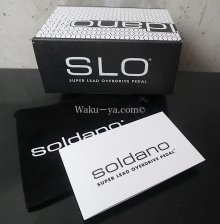 soldano
SLO®
SUPER LEAD OVERDRIVE PEDAL
Waku-ya.com©
soldano
soldano®
SUPER LEAD OVERDRIVE PEDAL